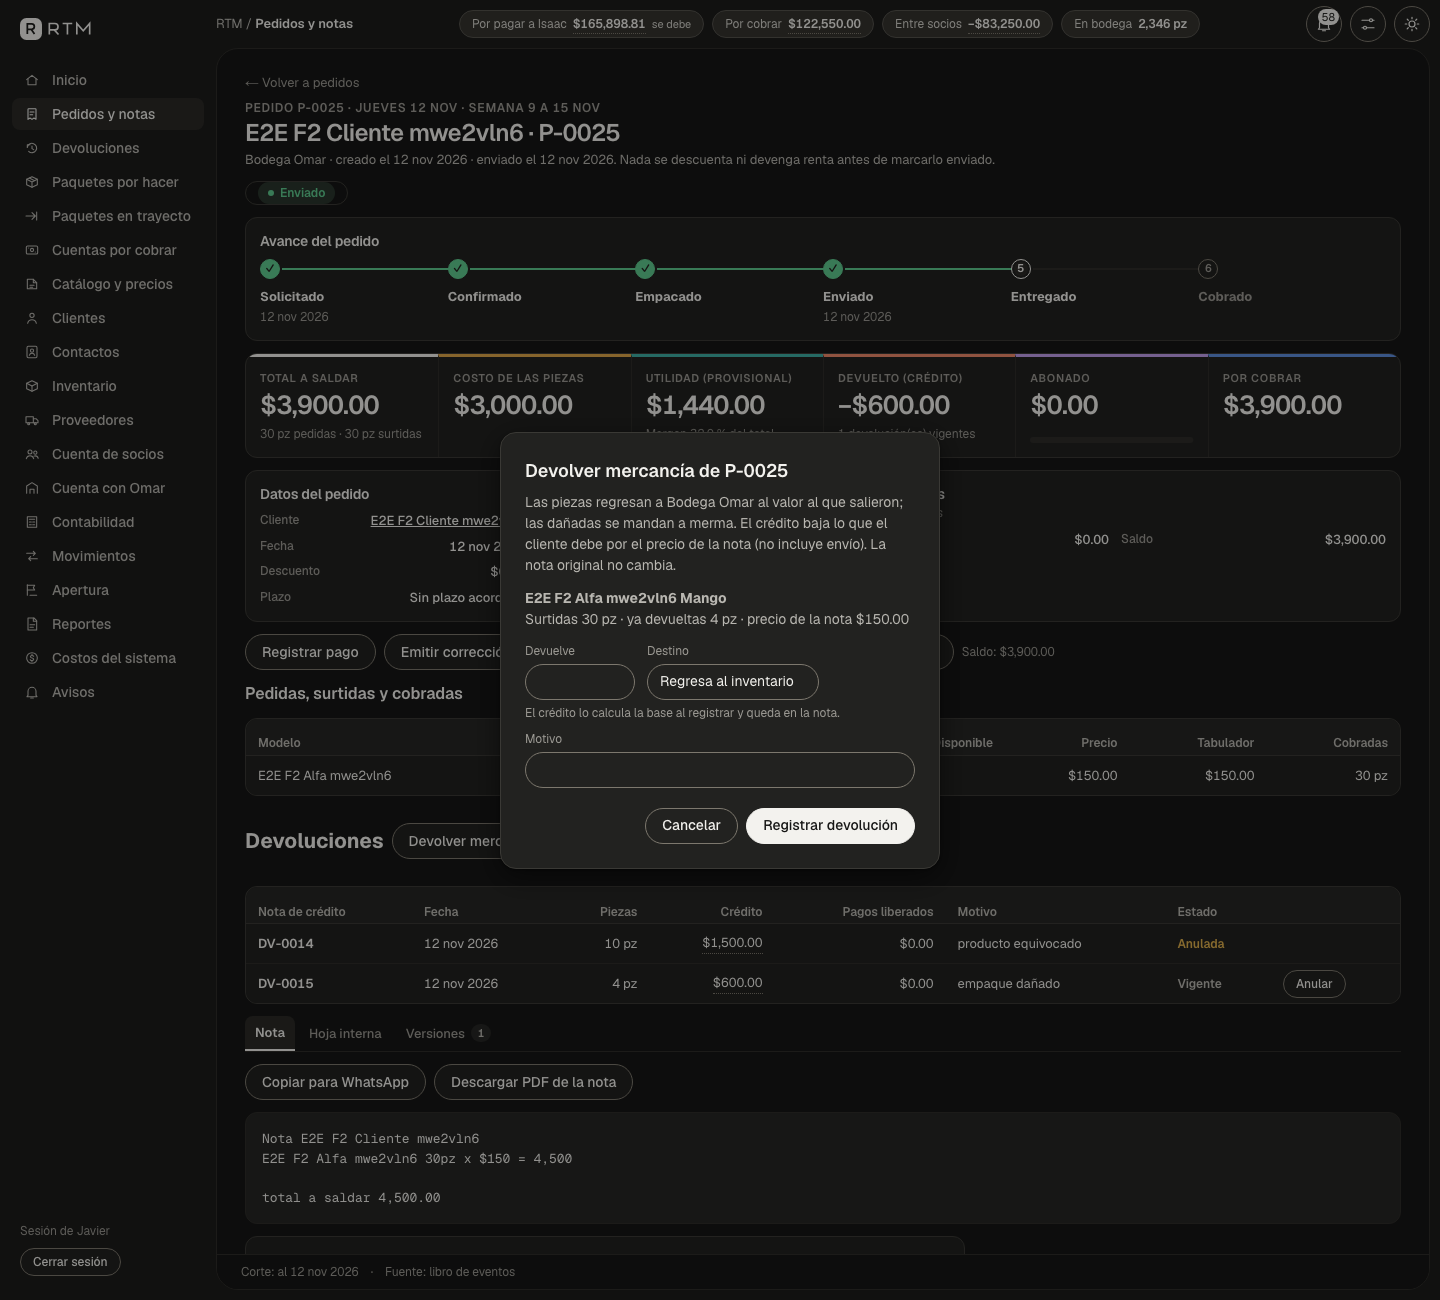 R RTM
RTM / Pedidos y notas
Por pagar a Isaac $165,898.81 se debe
Por cobrar $122,550.00
Entre socios −$83,250.00
En bodega 2,346 pz
58
Inicio
Pedidos y notas
Devoluciones
Paquetes por hacer
Paquetes en trayecto
Cuentas por cobrar
Catálogo y precios
Clientes
Contactos
Inventario
Proveedores
Cuenta de socios
Cuenta con Omar
Contabilidad
Movimientos
Apertura
Reportes
Costos del sistema
Avisos
Sesión de Javier
Cerrar sesión
← Volver a pedidos
PEDIDO P-0025 · JUEVES 12 NOV · SEMANA 9 A 15 NOV
E2E F2 Cliente mwe2vln6 · P-0025
Bodega Omar · creado el 12 nov 2026 · enviado el 12 nov 2026. Nada se descuenta ni devenga renta antes de marcarlo enviado.
Enviado
Avance del pedido
5 6
Solicitado Confirmado Empacado Enviado Entregado Cobrado
12 nov 2026 12 nov 2026
TOTAL A SALDAR COSTO DE LAS PIEZAS UTILIDAD (PROVISIONAL) DEVUELTO (CRÉDITO) ABONADO POR COBRAR
$3,900.00 $3,000.00 $1,440.00 −$600.00 $0.00 $3,900.00
30 pz pedidas · 30 pz surtidas vigentes
Datos del pedido
Cliente E2E F2 Cliente mwe2v
Fecha 12 nov 2
Descuento $
Plazo Sin plazo acord
$0.00 Saldo $3,900.00
Registrar pago Emitir correcció Saldo: $3,900.00
Pedidas, surtidas y cobradas
Modelo isponible Precio Tabulador Cobradas
E2E F2 Alfa mwe2vln6 $150.00 $150.00 30 pz
Devolver mercancía de P-0025
Las piezas regresan a Bodega Omar al valor al que salieron;
las dañadas se mandan a merma. El crédito baja lo que el
cliente debe por el precio de la nota (no incluye envío). La
nota original no cambia.
E2E F2 Alfa mwe2vln6 Mango
Surtidas 30 pz · ya devueltas 4 pz · precio de la nota $150.00
Devuelve Destino
Regresa al inventario
El crédito lo calcula la base al registrar y queda en la nota.
Motivo
Cancelar Registrar devolución
Devoluciones Devolver merc
Nota de crédito Fecha Piezas Crédito Pagos liberados Motivo Estado
DV-0014 12 nov 2026 10 pz $1,500.00 $0.00 producto equivocado Anulada
DV-0015 12 nov 2026 4 pz $600.00 $0.00 empaque dañado Vigente Anular
Nota Hoja interna Versiones 1
Copiar para WhatsApp Descargar PDF de la nota
Nota E2E F2 Cliente mwe2vln6
E2E F2 Alfa mwe2vln6 30pz x $150 = 4,500
total a saldar 4,500.00
Corte: al 12 nov 2026 · Fuente: libro de eventos